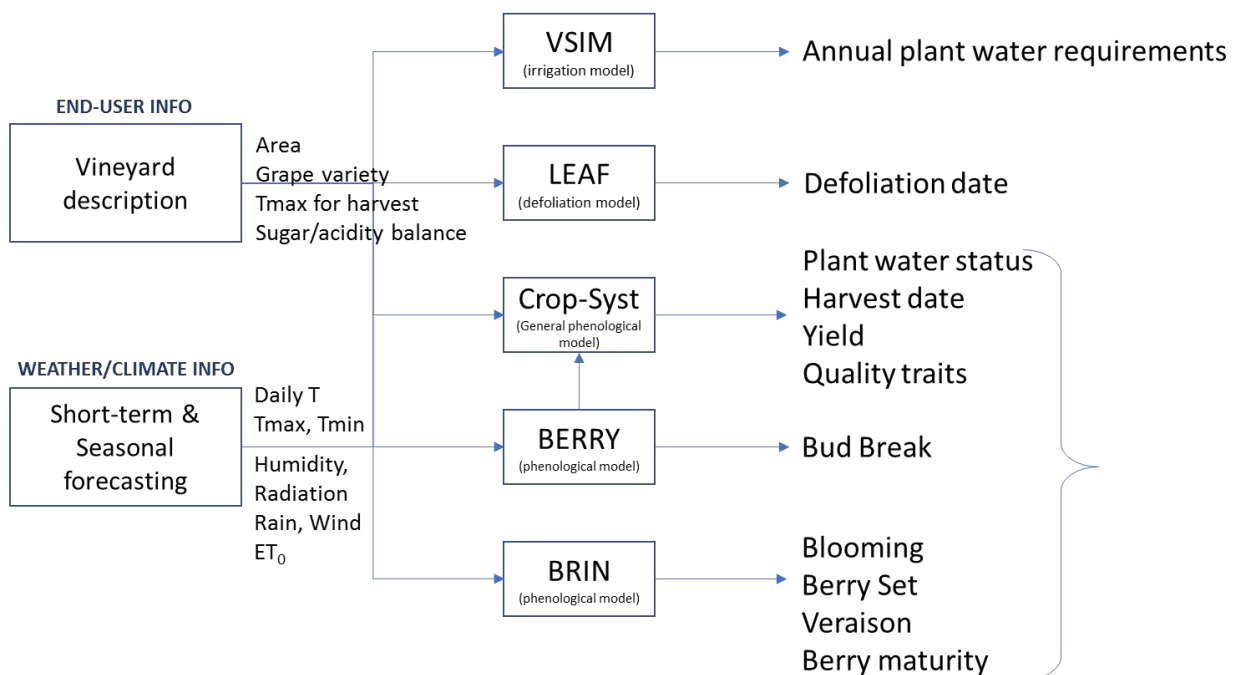 VSIM
(irrigation model)
Annual plant water requirements
END-USER INFO
Vineyard
description
Area
Grape variety
Tmax for harvest
Sugar/acidity balance
LEAF
(defoliation model)
Defoliation date
Crop-Syst
(General phenological
model)
Plant water status
Harvest date
Yield
Quality traits
WEATHER/CLIMATE INFO
Short-term &
Seasonal
forecasting
Daily T
Tmax, Tmin
Humidity,
Radiation
Rain, Wind
ET₀
BERRY
(phenological model)
Bud Break
BRIN
(phenological model)
Blooming
Berry Set
Veraison
Berry maturity